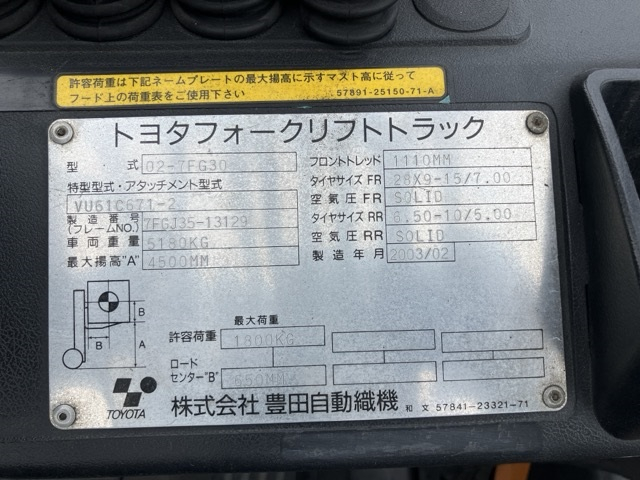 許容荷重は下記ネームプレートの最大揚高に示すマスト高に従って
フード上の荷重表をご使用下さい。 57891-25150-71-A
トヨタフォークリフトトラック
型 式 02-7FG30
特型型式・アタッチメント型式
VU61C671-2
製造番号
(フレームNO.) 7FGJ35-13129
車両重量 5180KG
最大揚高"A" 4500MM
フロントトレッド 1110MM
タイヤサイズ FR 28X9-15/7.00
空気圧 FR SOLID
タイヤサイズ RR 6.50-10/5.00
空気圧 RR SOLID
製造年月 2003/02
B
B
A
最大荷重
許容荷重 1800KG
ロード
センター"B" 650MM
TOYOTA
株式会社 豊田自動織機 和文 57841-23321-71